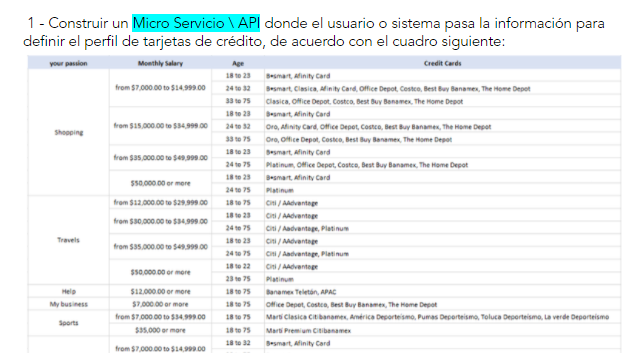 1 - Construir un Micro Servicio \ API donde el usuario o sistema pasa la información para
definir el perfil de tarjetas de crédito, de acuerdo con el cuadro siguiente:
your passion Monthly Salary Age Credit Cards
18 to 23 B•smart, Afinity Card
from $7,000.00 to $14,999.00 24 to 32 B•smart, Clasica, Afinity Card, Office Depot, Costco, Best Buy Banamex, The Home Depot
33 to 75 Clasica, Office Depot, Costco, Best Buy Banamex, The Home Depot
18 to 23 B•smart, Afinity Card
from $15,000.00 to $34,999.00 24 to 32 Oro, Afinity Card, Office Depot, Costco, Best Buy Banamex, The Home Depot
Shopping 33 to 75 Oro, Office Depot, Costco, Best Buy Banamex, The Home Depot
from $35,000.00 to $49,999.00 18 to 23 B•smart, Afinity Card
24 to 75 Platinum, Office Depot, Costco, Best Buy Banamex, The Home Depot
$50,000.00 or more 18 to 23 B•smart, Afinity Card
24 to 75 Platinum
from $12,000.00 to $29,999.00 18 to 75 Citi / AAdvantage
from $30,000.00 to $34,999.00 18 to 23 Citi / AAdvantage
24 to 75 Citi / Aadvantage, Platinum
Travels from $35,000.00 to $49,999.00 18 to 23 Citi / AAdvantage
24 to 75 Citi / Aadvantage, Platinum
$50,000.00 or more 18 to 22 Citi / AAdvantage
23 to 75 Platinum
Help $12,000.00 or more 18 to 75 Banamex Teletón, APAC
My business $7,000.00 or more 18 to 75 Office Depot, Costco, Best Buy Banamex, The Home Depot
Sports from $7,000.00 to $34,999.00 18 to 75 Martí Clasica Citibanamex, América Deporteismo, Pumas Deporteismo, Toluca Deporteismo, La verde Deporteismo
$35,000 or more 18 to 75 Martí Premium Citibanamex
from $7,000.00 to $14,999.00 18 to 32 B•smart, Afinity Card